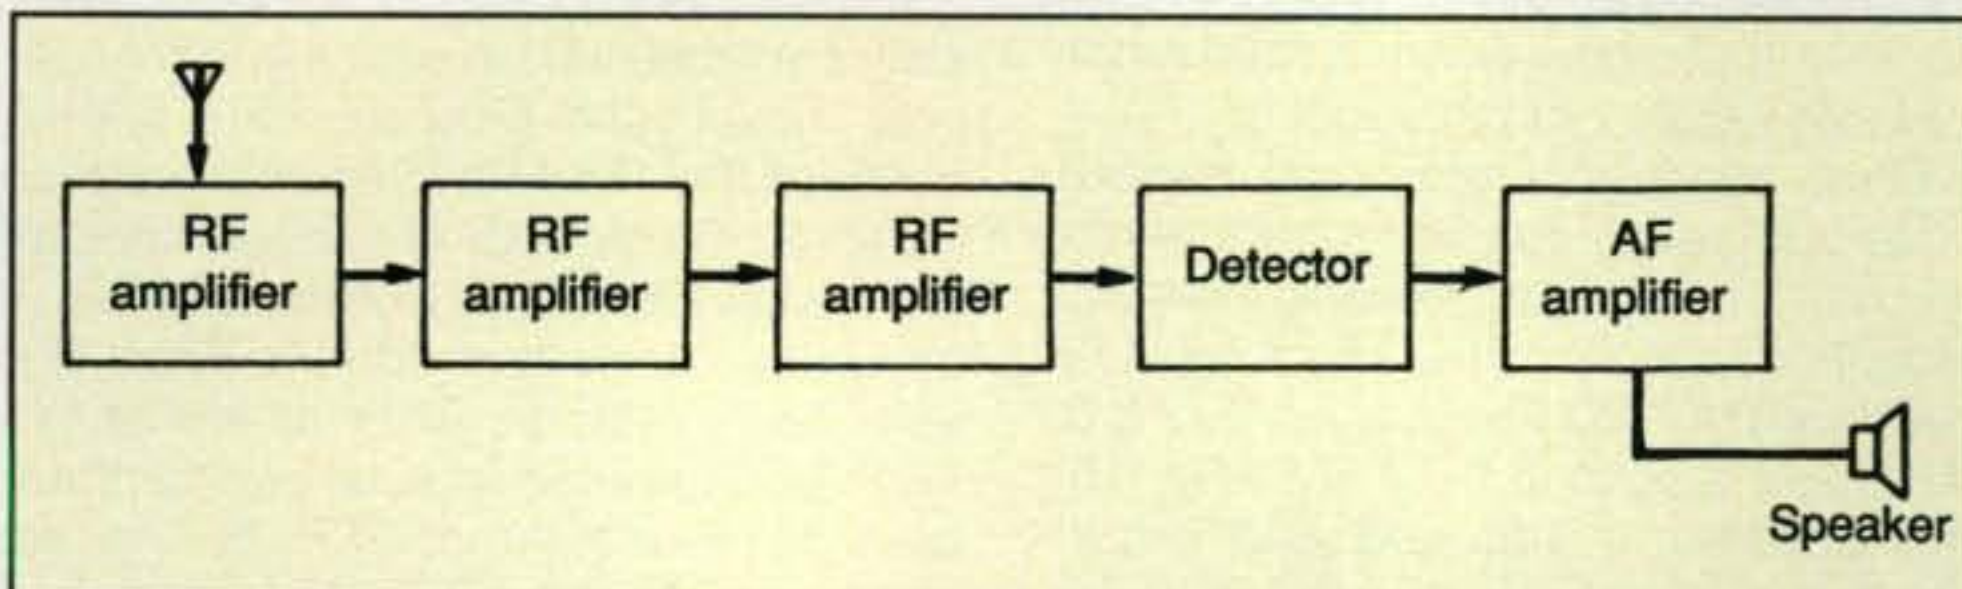 RF
amplifier
RF
amplifier
RF
amplifier
Detector
AF
amplifier
Speaker